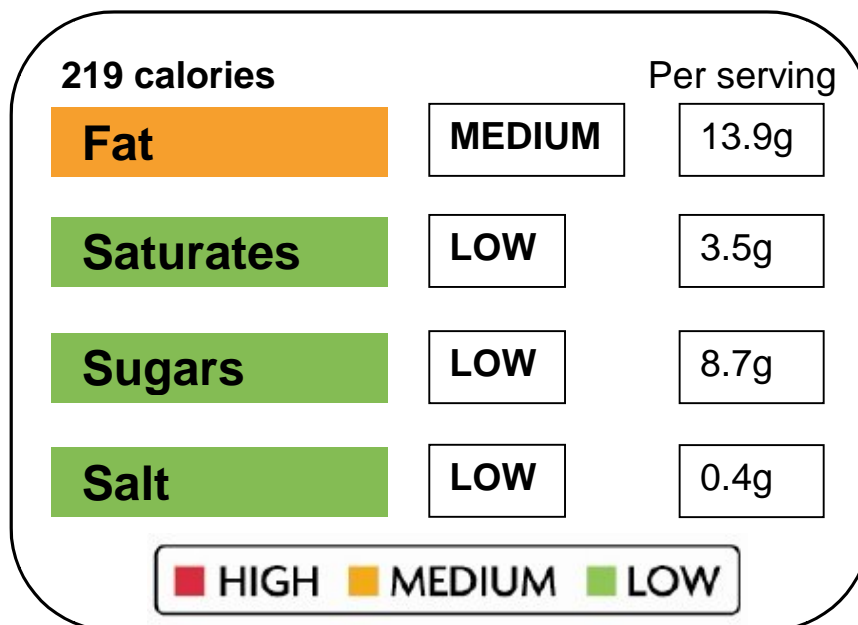 219 calories Per serving
Fat MEDIUM 13.9g
Saturates LOW 3.5g
Sugars LOW 8.7g
Salt LOW 0.4g
HIGH MEDIUM LOW